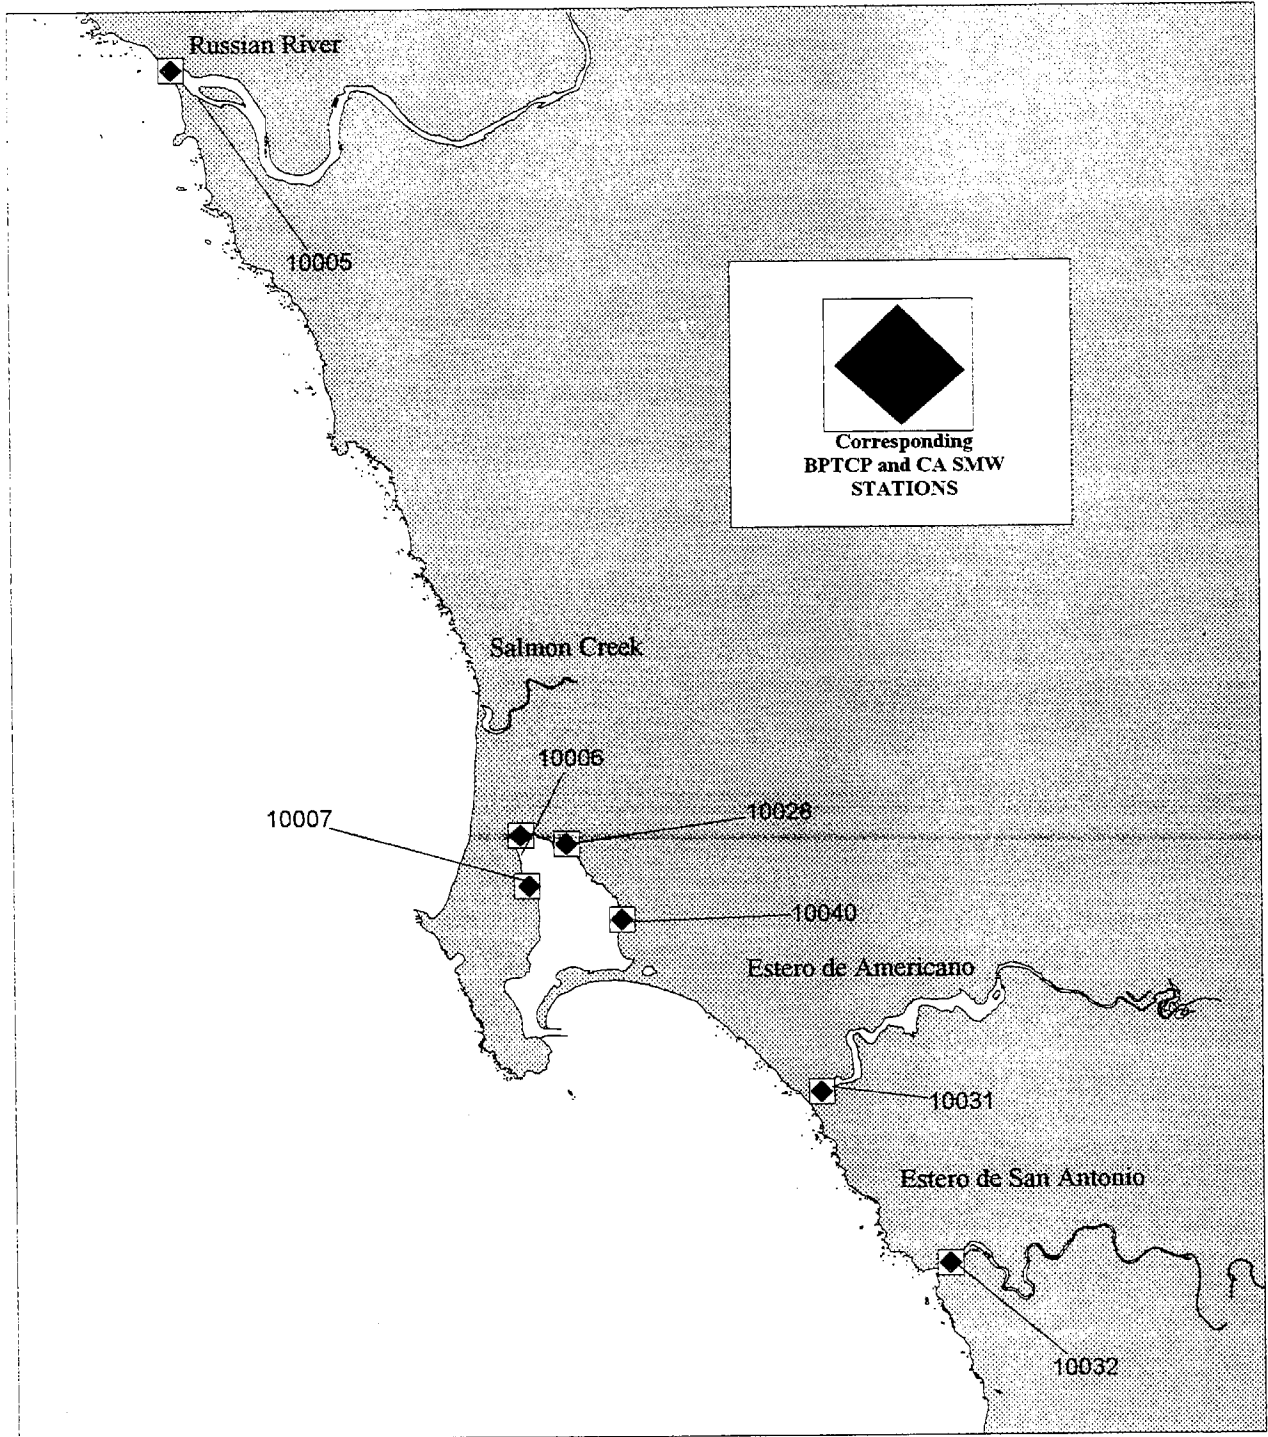 Russian River
10005
Corresponding
BPTCP and CA SMW
STATIONS
Salmon Creek
10006
10007
10028
10040
Estero de Americano
10031
Estero de San Antonio
10032